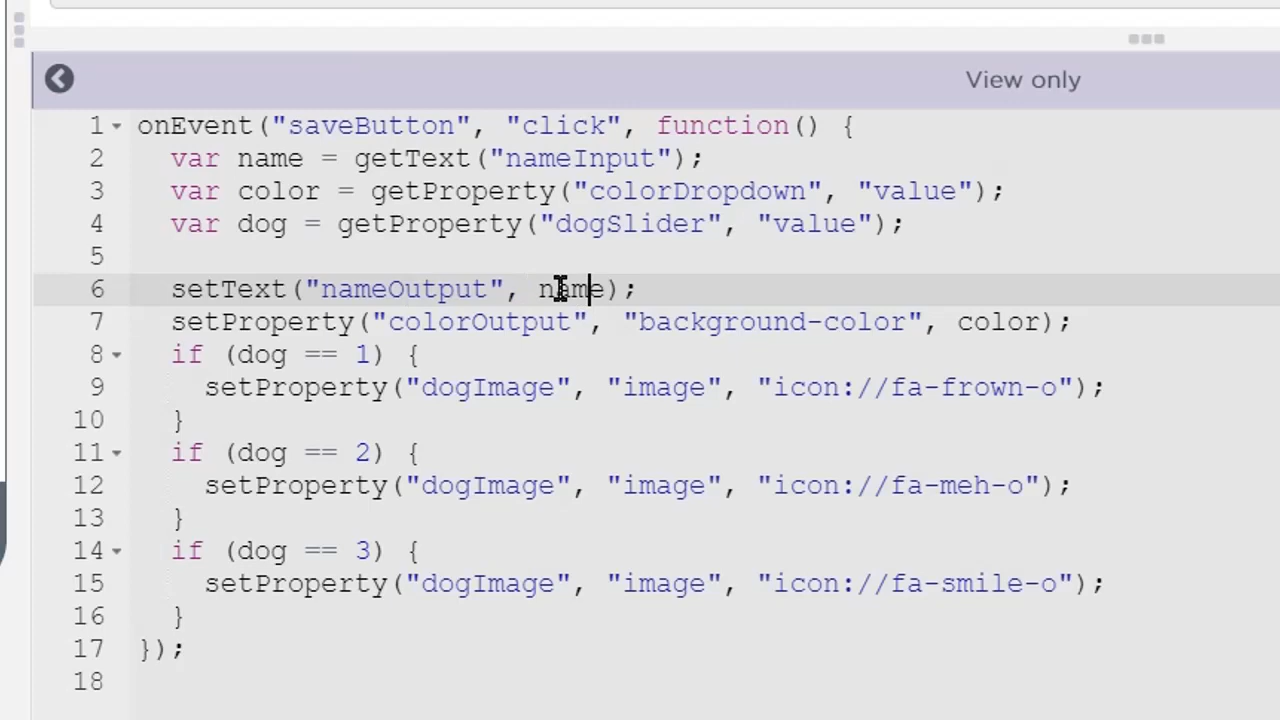 View only
1 onEvent("saveButton", "click", function() {
2 var name = getText("nameInput");
3 var color = getProperty("colorDropdown", "value");
4 var dog = getProperty("dogSlider", "value");
5
6 setText("nameOutput", name);
7 setProperty("colorOutput", "background-color", color);
8 if (dog == 1) {
9 setProperty("dogImage", "image", "icon://fa-frown-o");
10 }
11 if (dog == 2) {
12 setProperty("dogImage", "image", "icon://fa-meh-o");
13 }
14 if (dog == 3) {
15 setProperty("dogImage", "image", "icon://fa-smile-o");
16 }
17 });
18